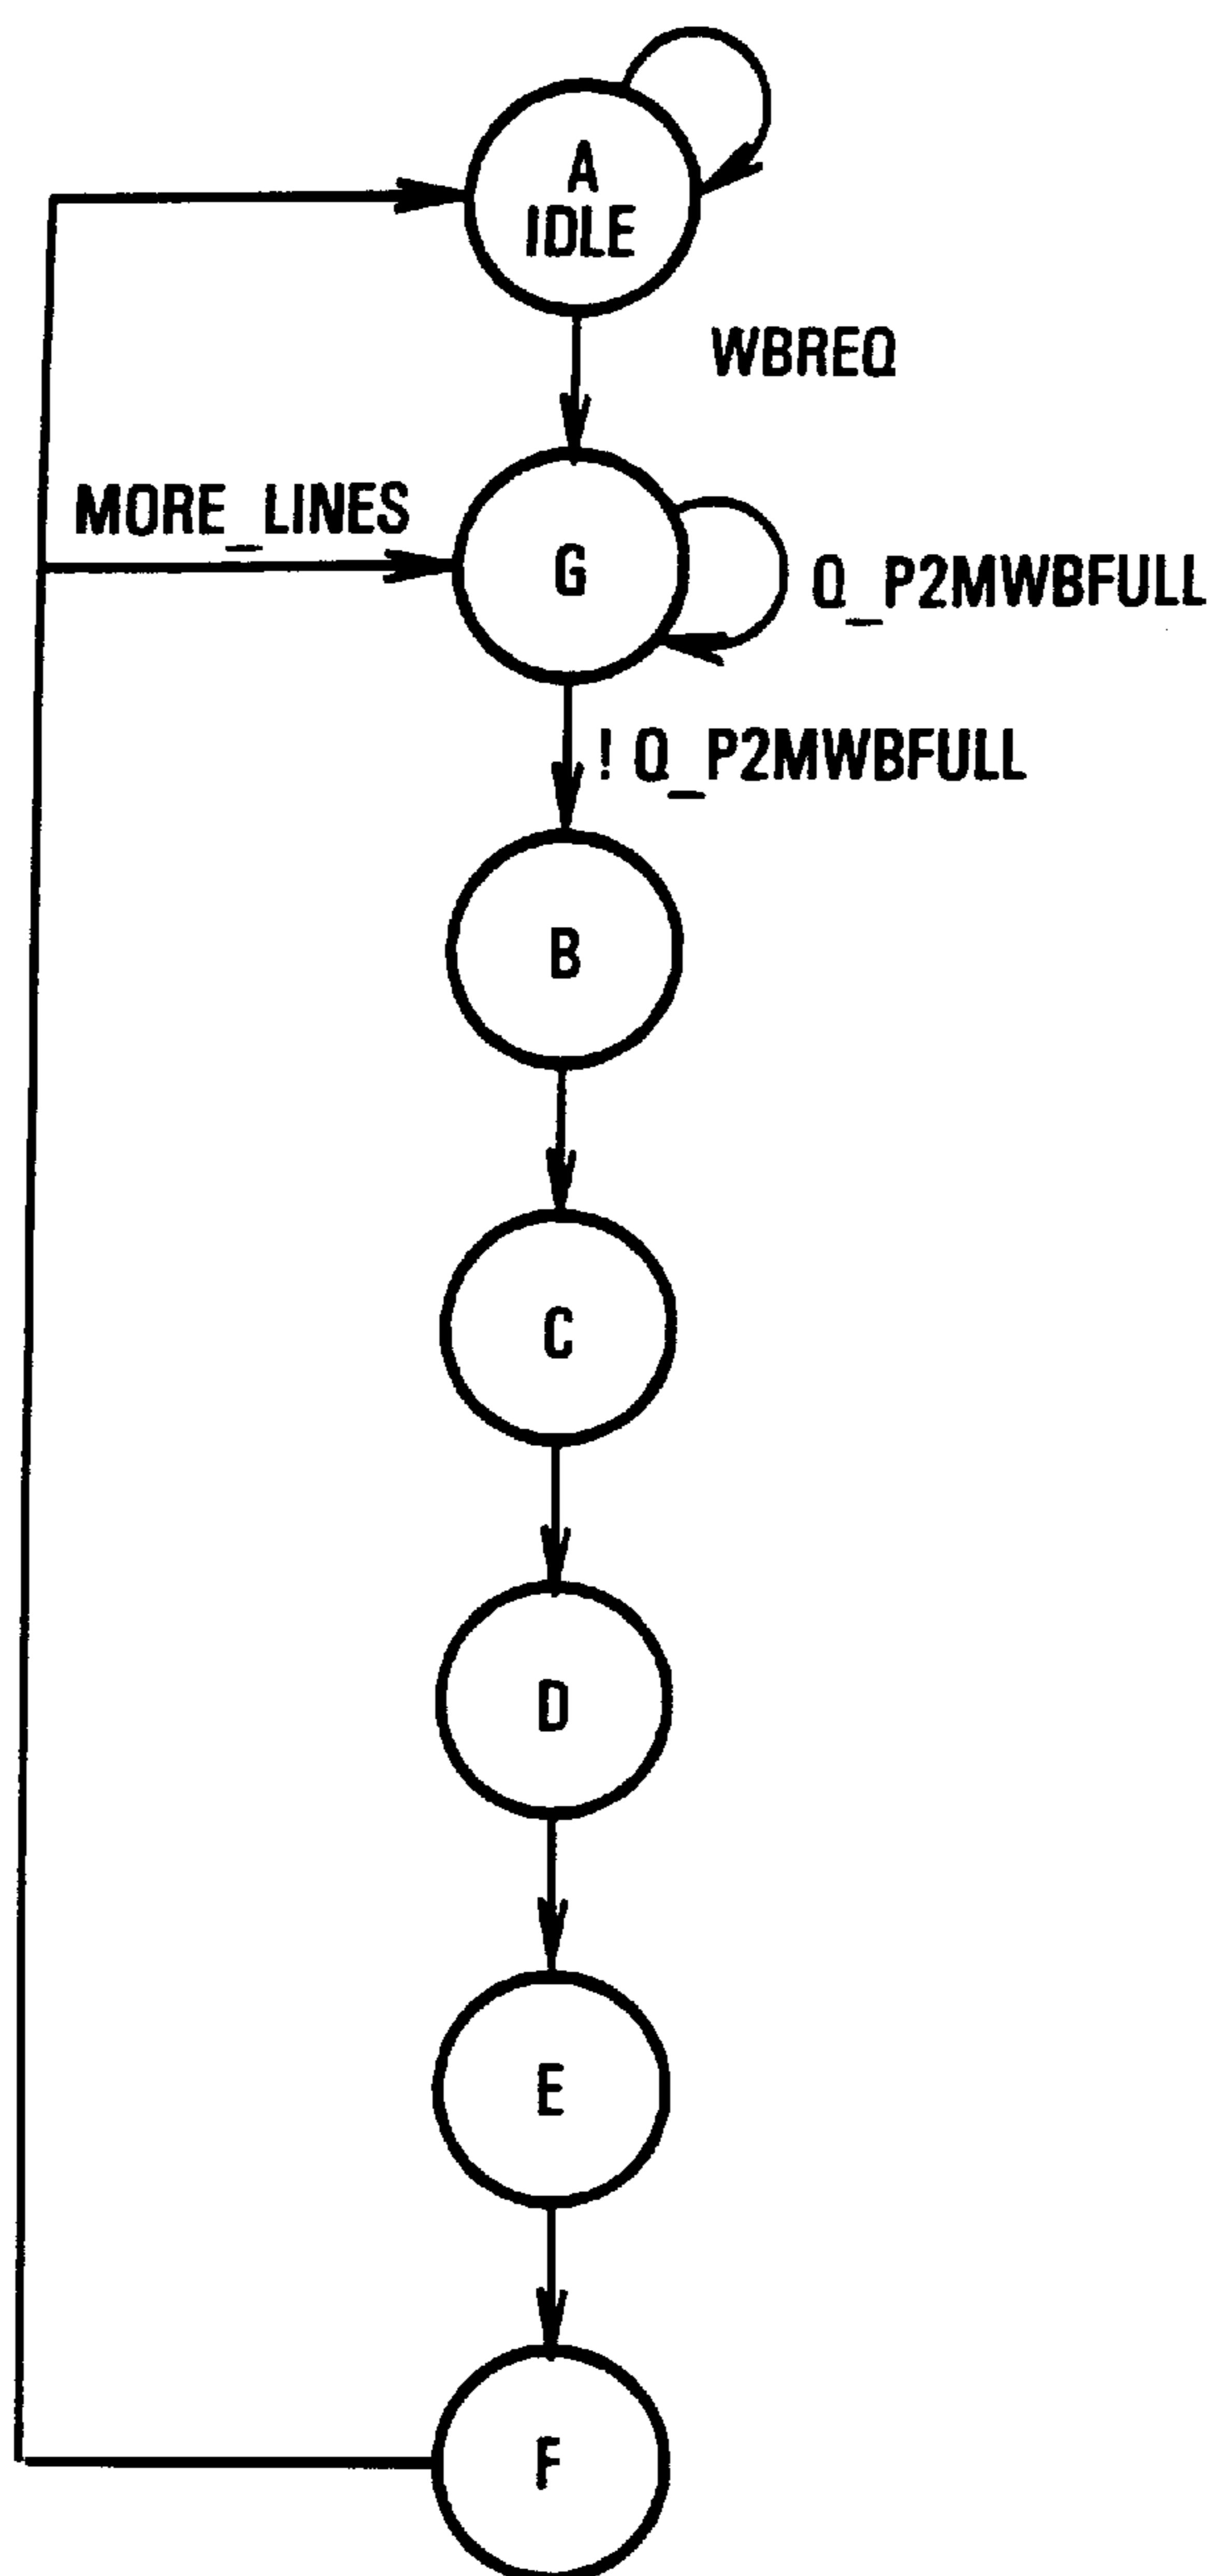 A
IDLE
WBREQ
MORE_LINES
G
Q_P2MWBFULL
! Q_P2MWBFULL
B
C
D
E
F